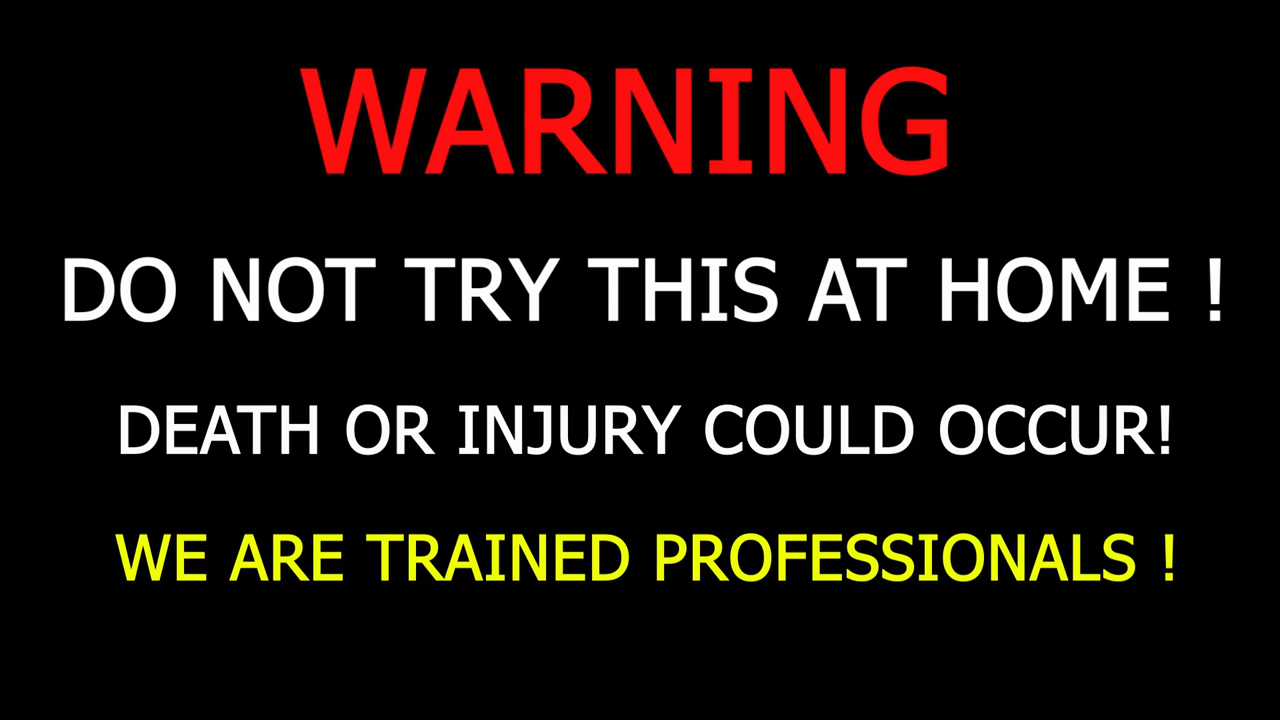 WARNING
DO NOT TRY THIS AT HOME !
DEATH OR INJURY COULD OCCUR!
WE ARE TRAINED PROFESSIONALS !